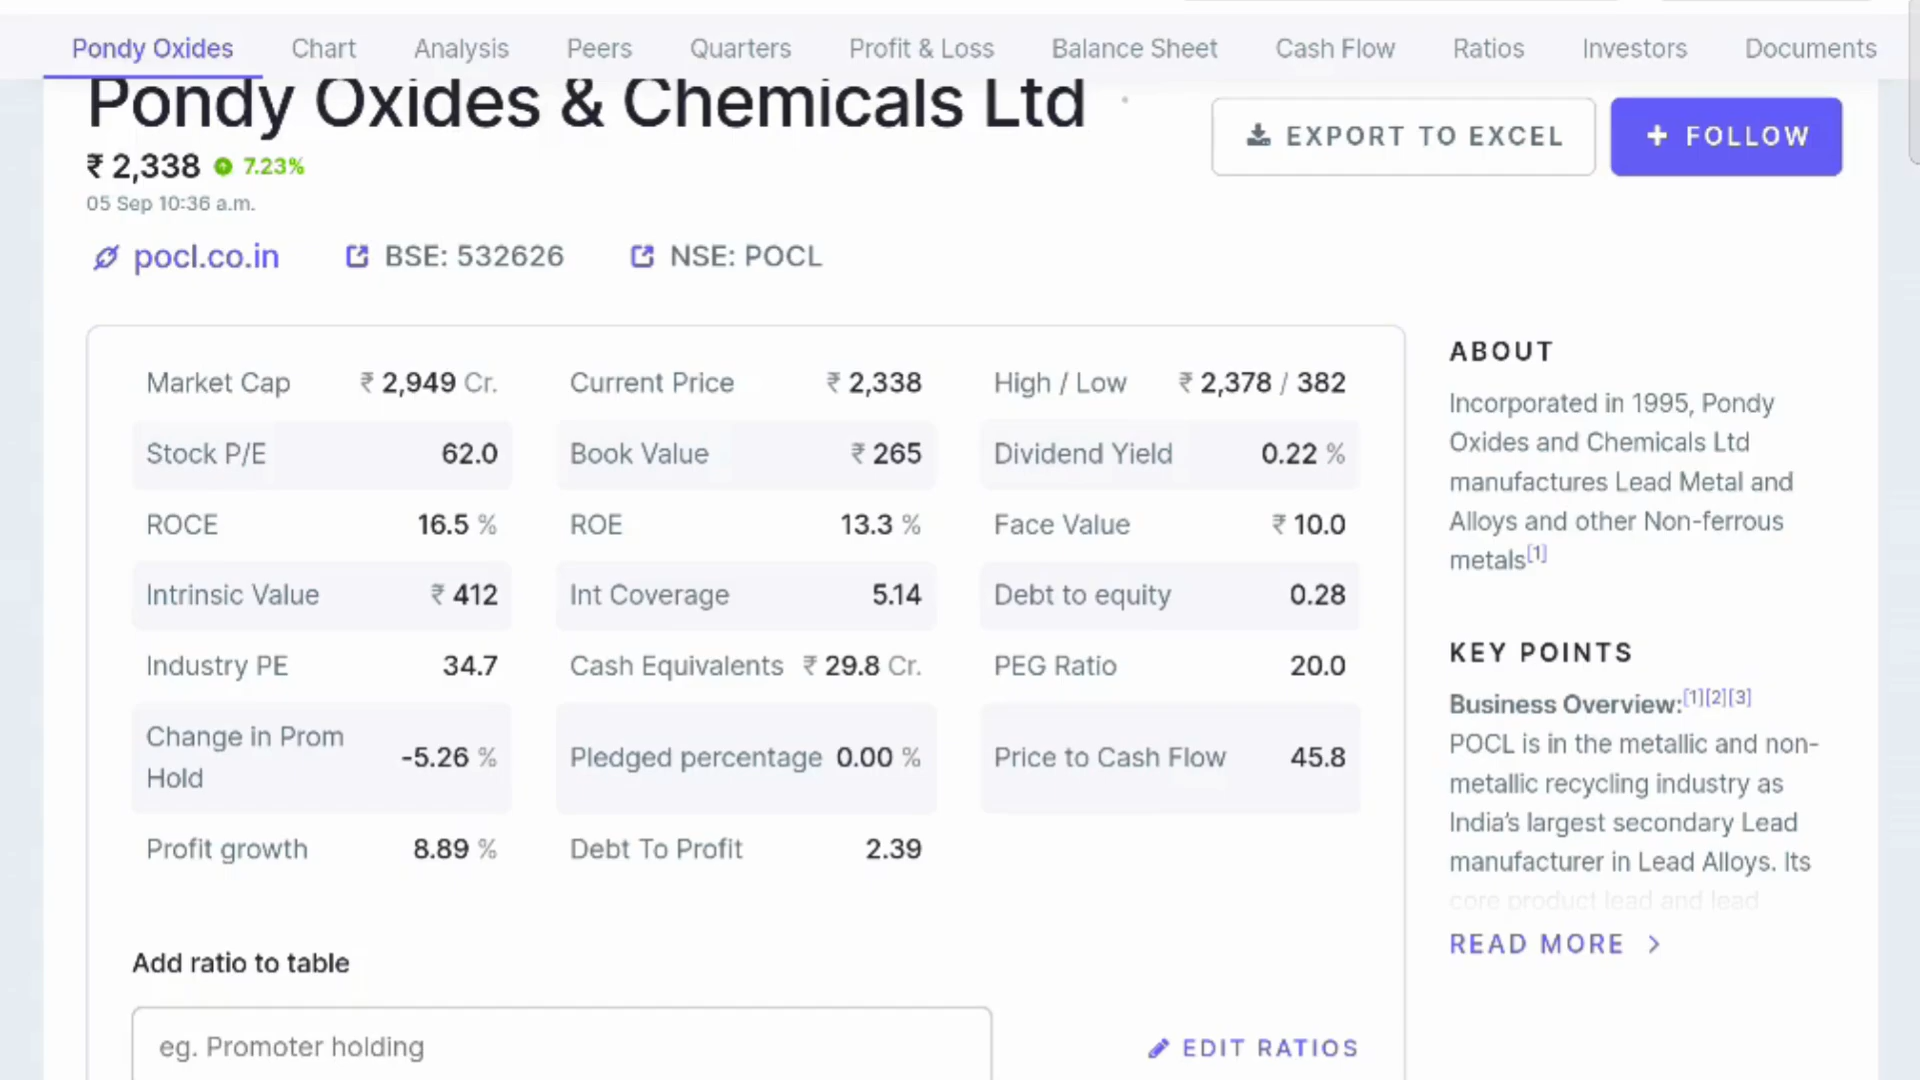 Pondy Oxides Chart Analysis Peers Quarters Profit & Loss Balance Sheet Cash Flow Ratios Investors Documents
Pondy Oxides & Chemicals Ltd
EXPORT TO EXCEL
+ FOLLOW
₹ 2,338 7.23%
05 Sep 10:36 a.m.
pocl.co.in BSE: 532626 NSE: POCL
Market Cap ₹ 2,949 Cr.
Current Price ₹ 2,338
High / Low ₹ 2,378 / 382
Stock P/E 62.0
Book Value ₹ 265
Dividend Yield 0.22 %
ROCE 16.5 %
ROE 13.3 %
Face Value ₹ 10.0
Intrinsic Value ₹ 412
Int Coverage 5.14
Debt to equity 0.28
Industry PE 34.7
Cash Equivalents ₹ 29.8 Cr.
PEG Ratio 20.0
Change in Prom
Hold -5.26 %
Pledged percentage 0.00 %
Price to Cash Flow 45.8
Profit growth 8.89 %
Debt To Profit 2.39
Add ratio to table
eg. Promoter holding
EDIT RATIOS
ABOUT
Incorporated in 1995, Pondy
Oxides and Chemicals Ltd
manufactures Lead Metal and
Alloys and other Non-ferrous
metals[1]
KEY POINTS
Business Overview:[1][2][3]
POCL is in the metallic and non-
metallic recycling industry as
India's largest secondary Lead
manufacturer in Lead Alloys. Its
core product lead and lead
READ MORE >